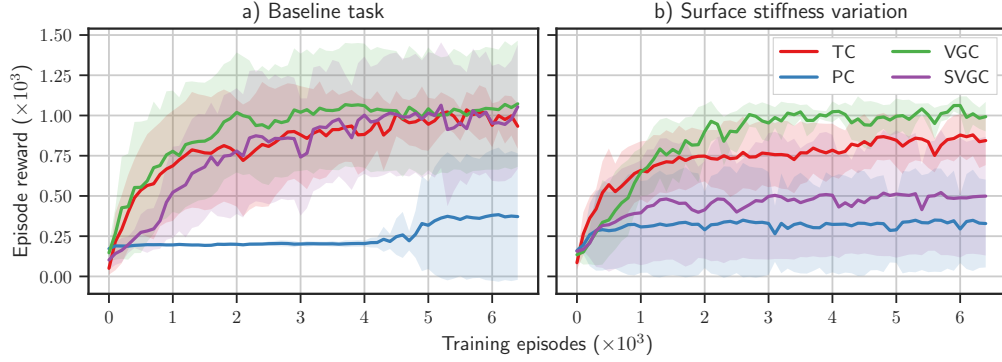 a) Baseline task
b) Surface stiffness variation
Episode reward (×10³)
1.50
1.25
1.00
0.75
0.50
0.25
0.00
TC
VGC
PC
SVGC
0 1 2 3 4 5 6
0 1 2 3 4 5 6
Training episodes (×10³)